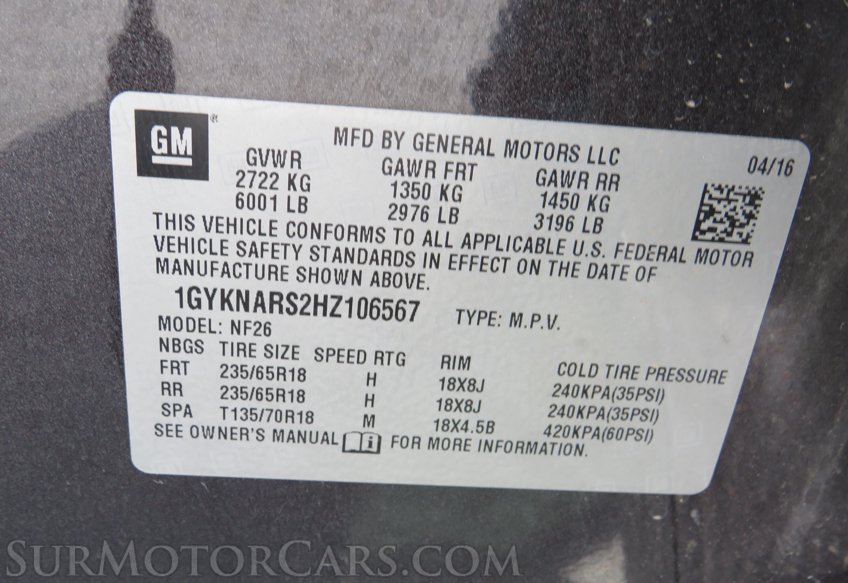 GM
®
MFD BY GENERAL MOTORS LLC
04/16
GVWR GAWR FRT GAWR RR
2722 KG 1350 KG 1450 KG
6001 LB 2976 LB 3196 LB
THIS VEHICLE CONFORMS TO ALL APPLICABLE U.S. FEDERAL MOTOR
VEHICLE SAFETY STANDARDS IN EFFECT ON THE DATE OF
MANUFACTURE SHOWN ABOVE.
1GYKNARS2HZ106567 TYPE: M.P.V.
MODEL: NF26
NBGS TIRE SIZE SPEED RTG RIM COLD TIRE PRESSURE
FRT 235/65R18 H 18X8J 240KPA(35PSI)
RR 235/65R18 H 18X8J 240KPA(35PSI)
SPA T135/70R18 M 18X4.5B 420KPA(60PSI)
SEE OWNER'S MANUAL i FOR MORE INFORMATION.
SURMOTORCARS.COM